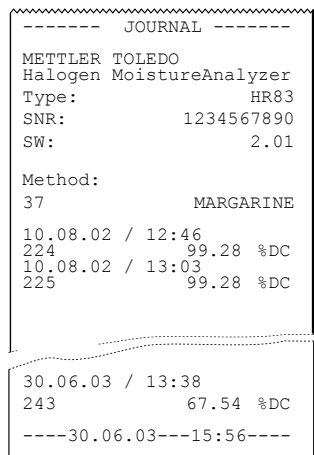 ------- JOURNAL -------
METTLER TOLEDO
Halogen MoistureAnalyzer
Type: HR83
SNR: 1234567890
SW: 2.01
Method:
37 MARGARINE
10.08.02 / 12:46
224 99.28 %DC
10.08.02 / 13:03
225 99.28 %DC
30.06.03 / 13:38
243 67.54 %DC
----30.06.03---15:56----